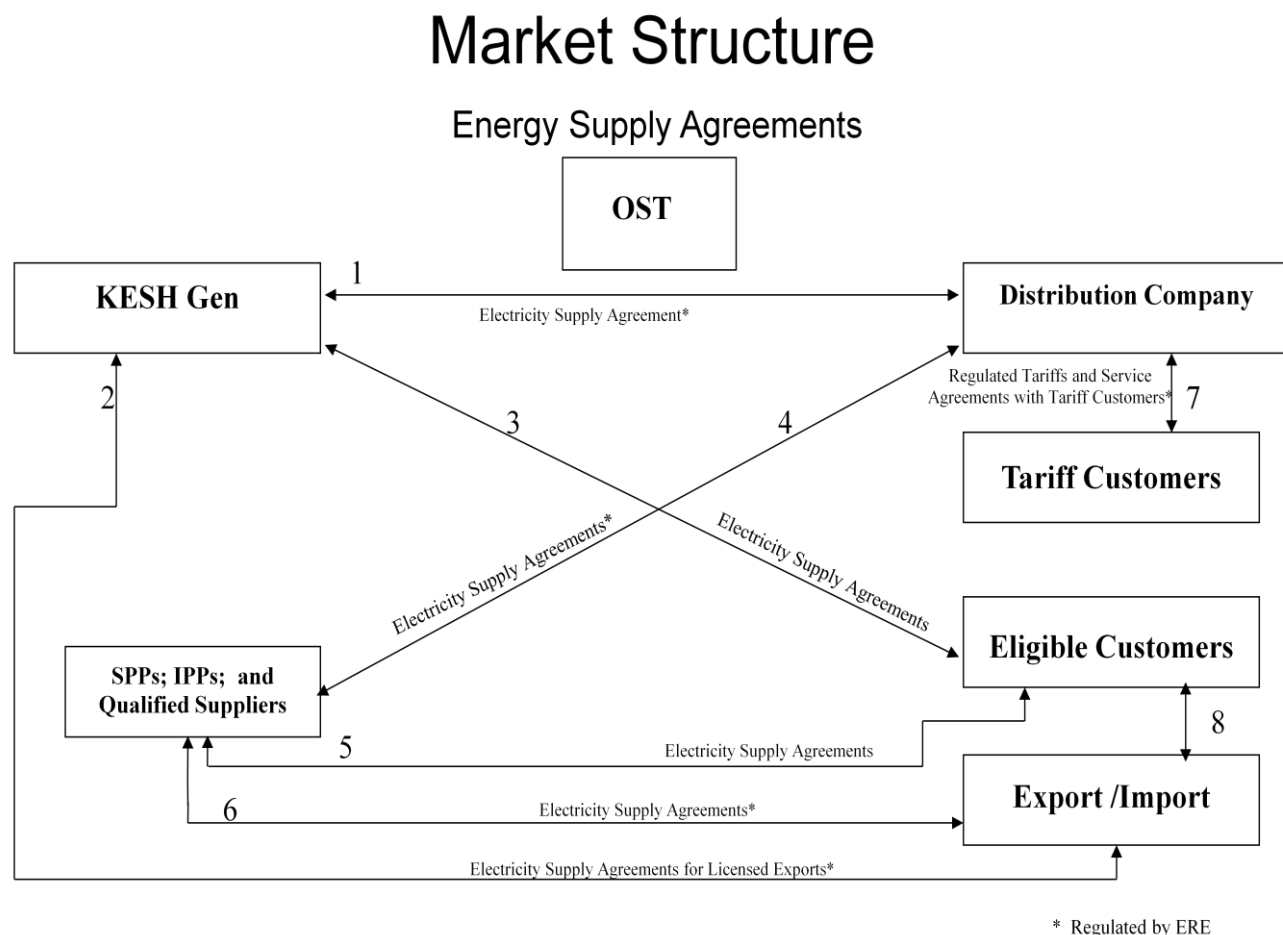 Market Structure
Energy Supply Agreements
OST
KESH Gen
1
Electricity Supply Agreement*
Distribution Company
2
3
4
Regulated Tariffs and Service
Agreements with Tariff Customers*
7
Tariff Customers
Electricity Supply Agreements*
Electricity Supply Agreements
Eligible Customers
SPPs; IPPs;  and
Qualified Suppliers
5
Electricity Supply Agreements
8
6
Electricity Supply Agreements*
Export /Import
Electricity Supply Agreements for Licensed Exports*
* Regulated by ERE